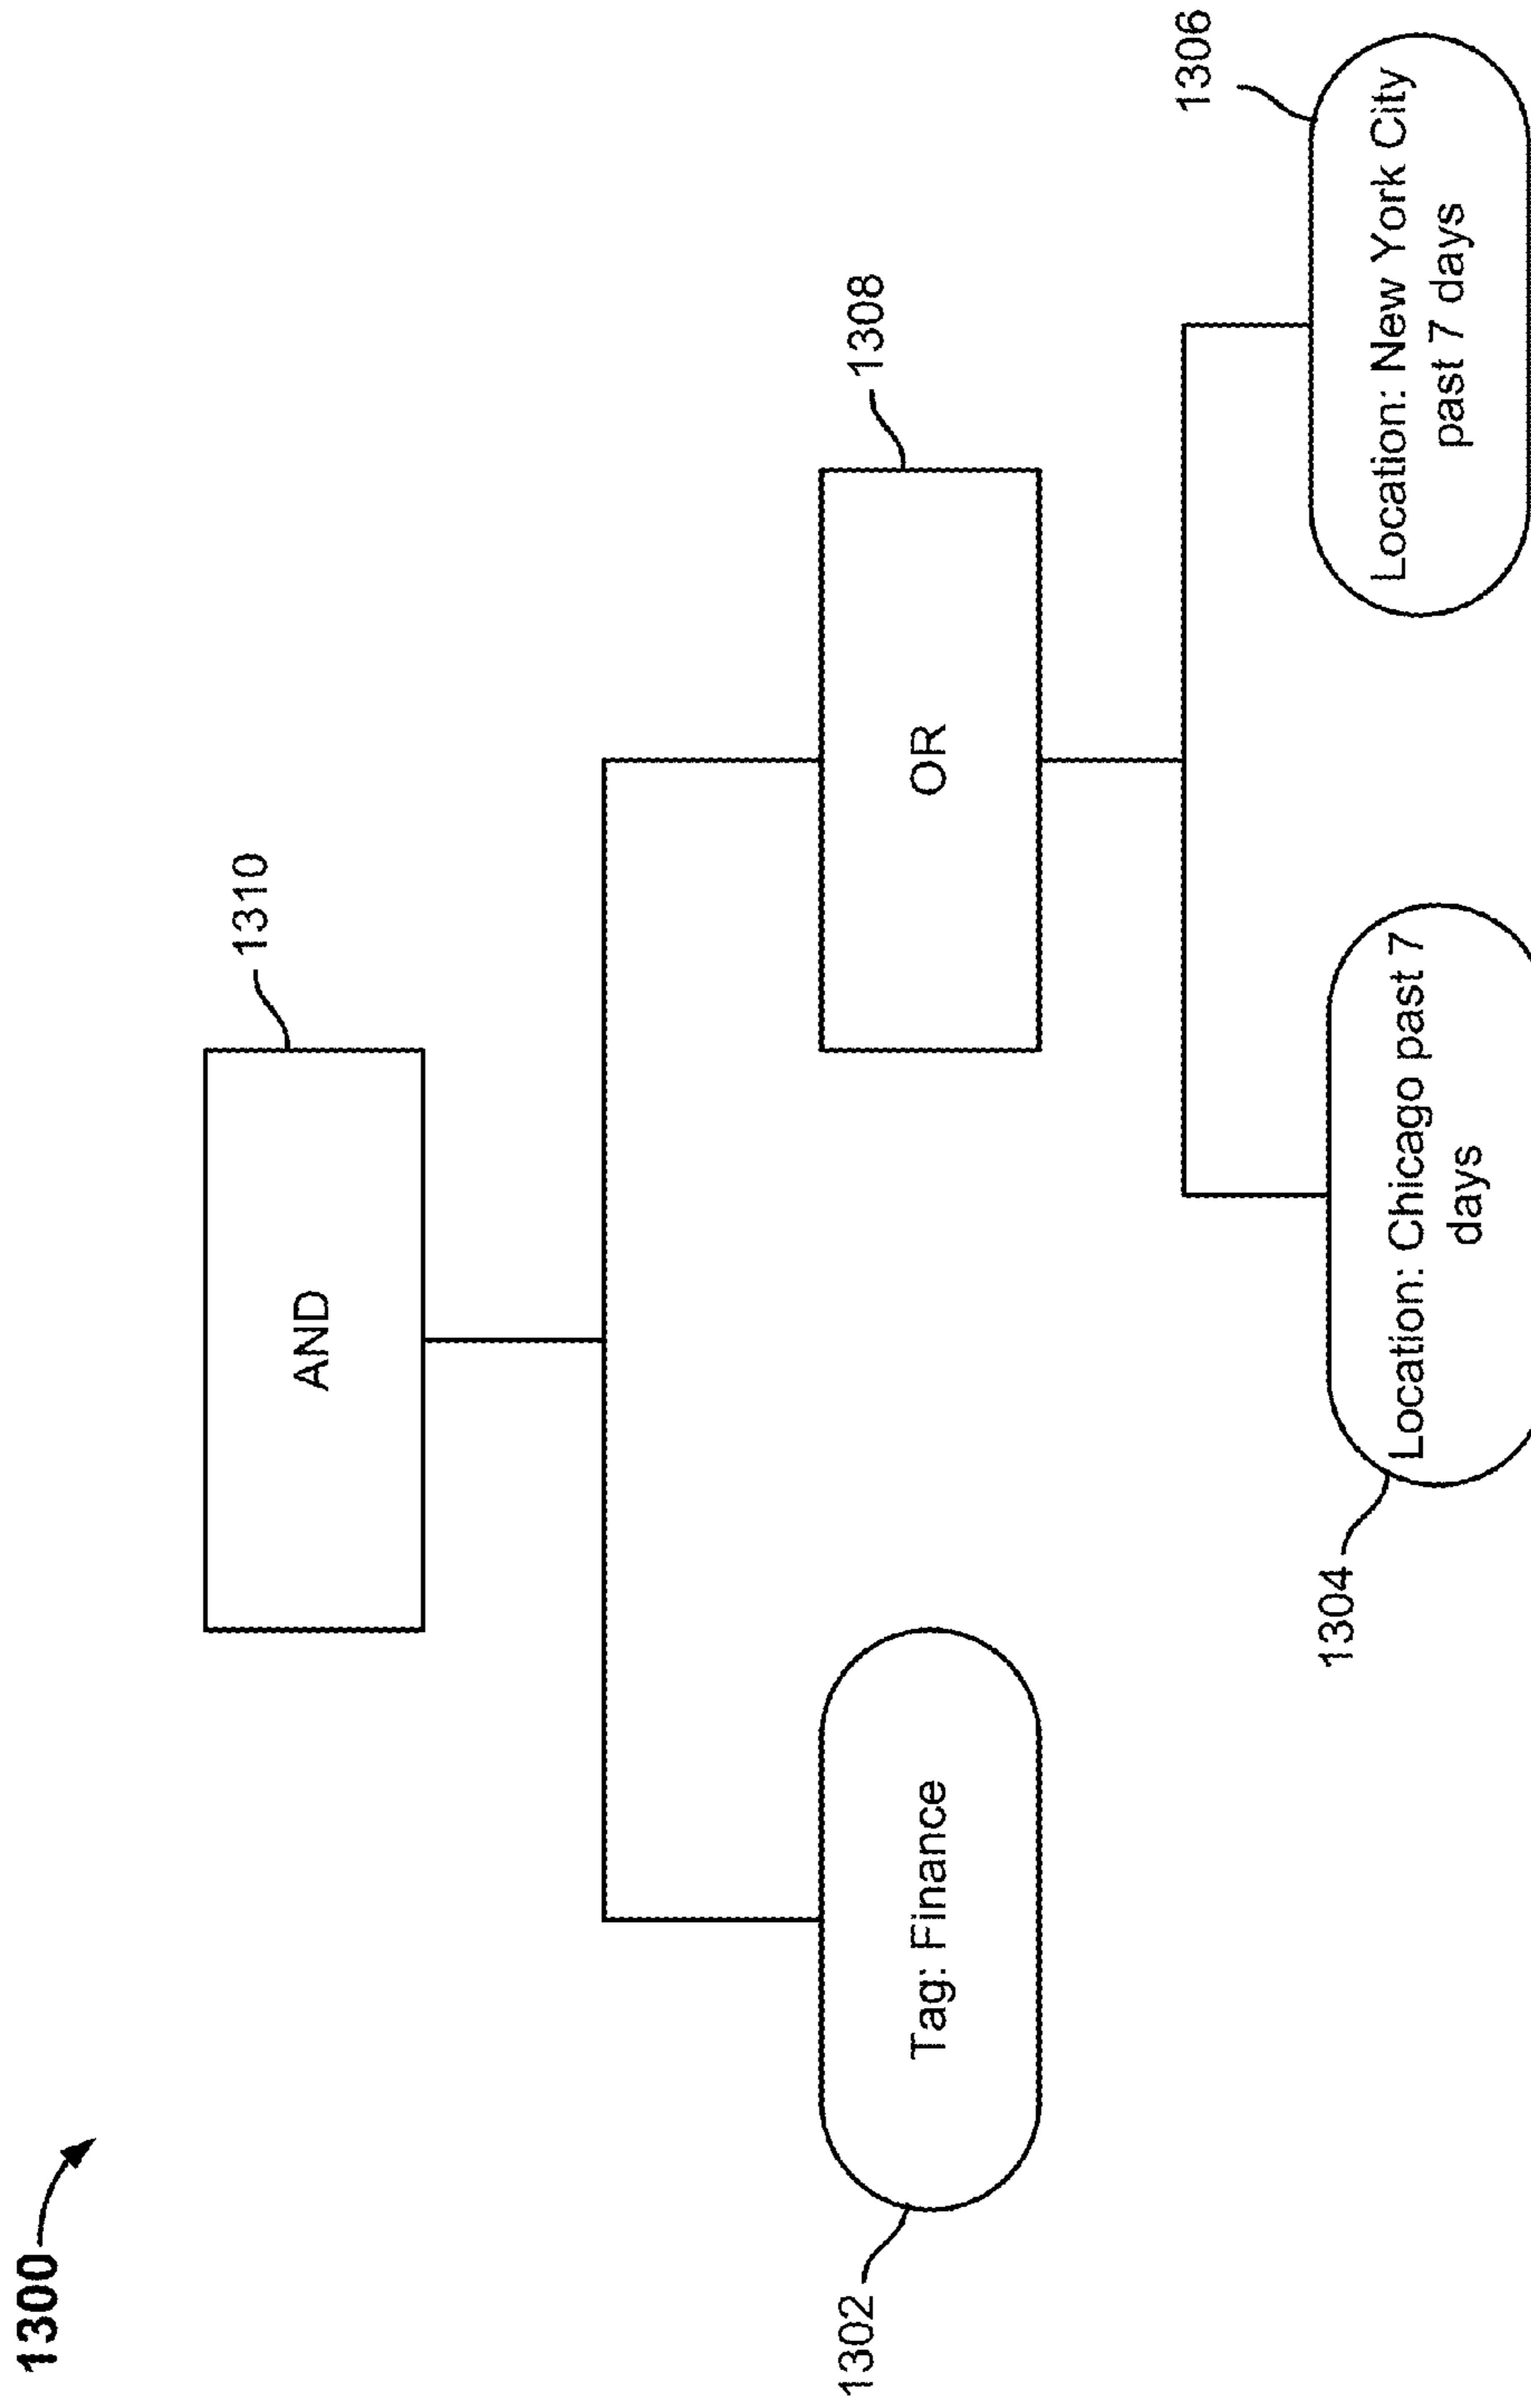 1300
AND
1310
1302
Tag: Finance
OR
1308
1304
Location: Chicago past 7
days
1306
Location: New York City
past 7 days